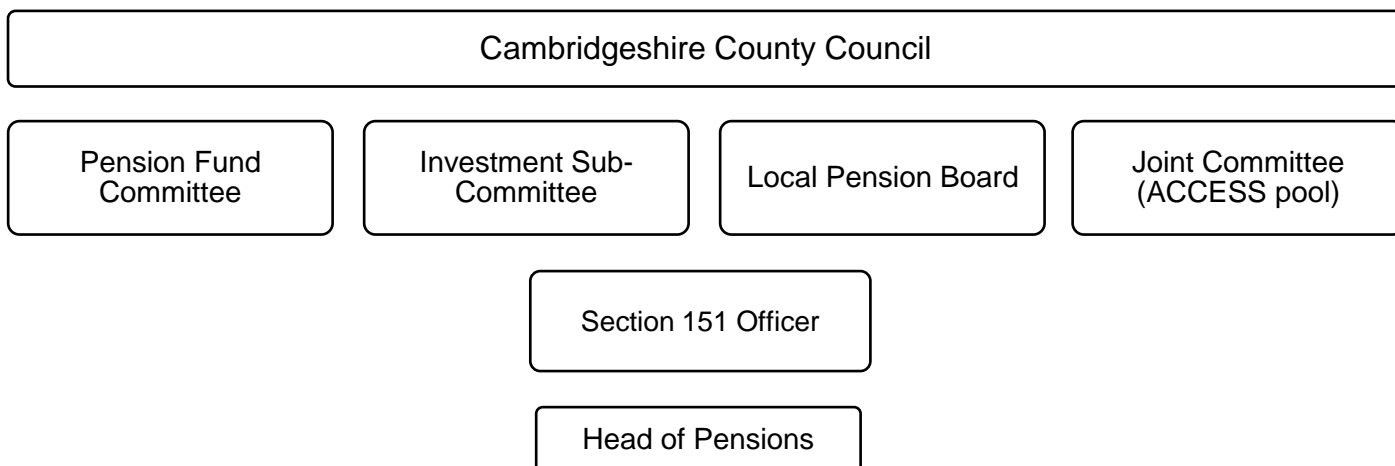 Cambridgeshire County Council
Pension Fund
Committee
Investment Sub-
Committee
Local Pension Board
Joint Committee
(ACCESS pool)
Section 151 Officer
Head of Pensions